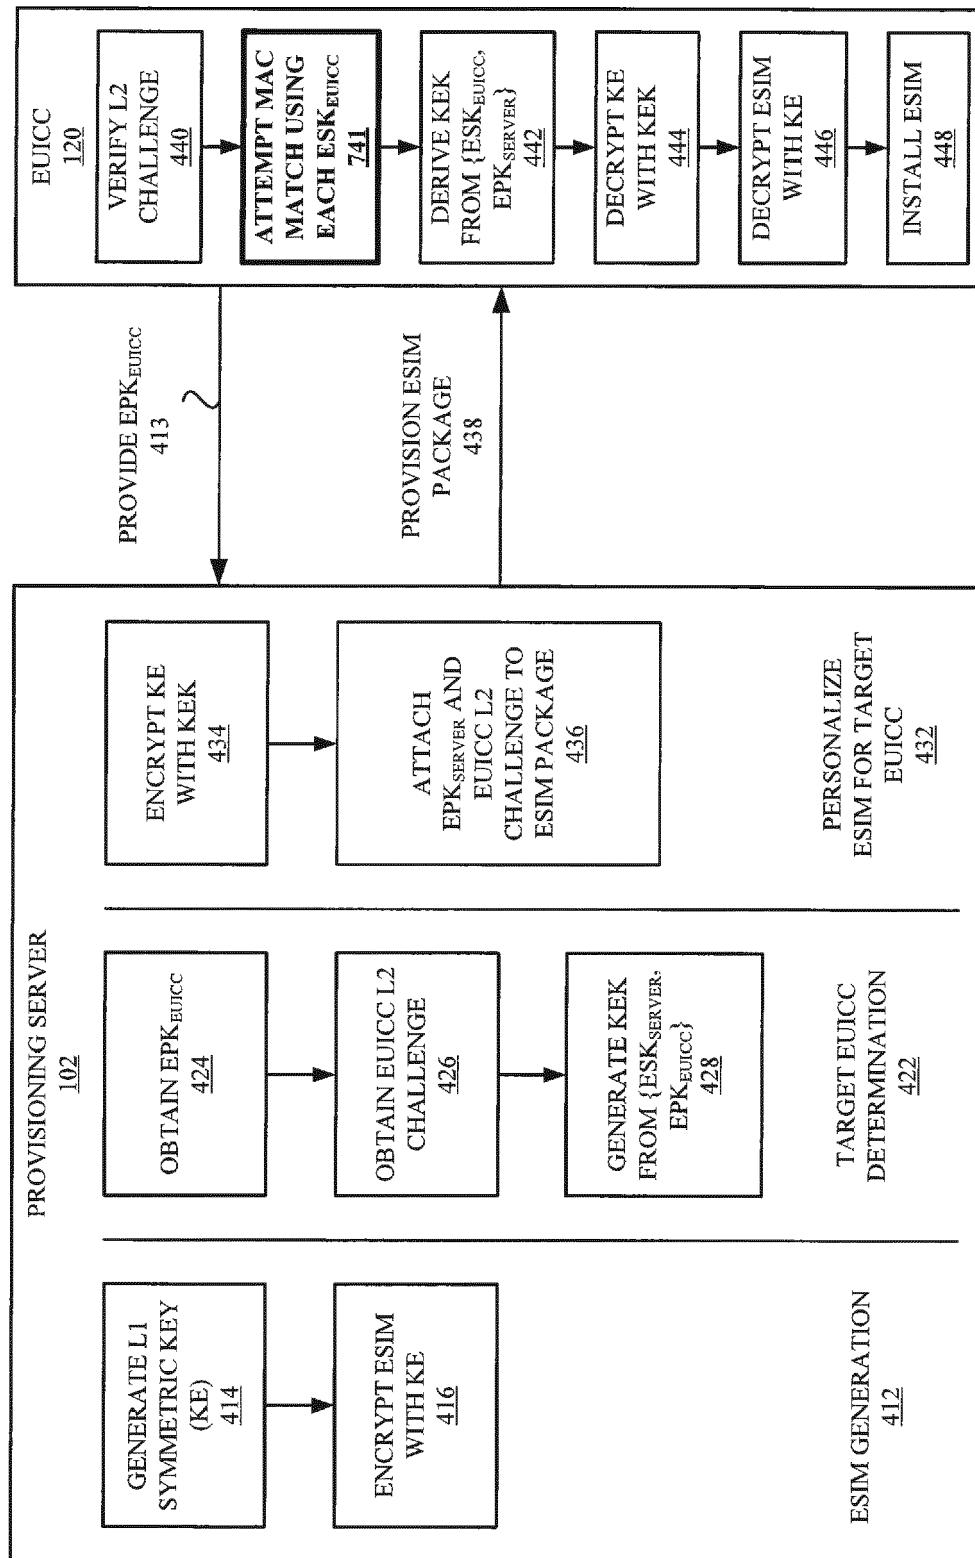 PROVISIONING SERVER
102
GENERATE L1
SYMMETRIC KEY
(KE)
414
ENCRYPT ESIM
WITH KE
416
ESIM GENERATION
412
OBTAIN EPKEUICC
424
OBTAIN EUICC L2
CHALLENGE
426
GENERATE KEK
FROM {ESKSERVER,
EPKEUICC}
428
TARGET EUICC
DETERMINATION
422
ENCRYPT KE
WITH KEK
434
ATTACH
EPKSERVER AND
EUICC L2
CHALLENGE TO
ESIM PACKAGE
436
PERSONALIZE
ESIM FOR TARGET
EUICC
432
PROVIDE EPKEUICC
413
PROVISION ESIM
PACKAGE
438
EUICC
120
VERIFY L2
CHALLENGE
440
ATTEMPT MAC
MATCH USING
EACH ESKEUICC
741
DERIVE KEK
FROM {ESKEUICC,
EPKSERVER}
442
DECRYPT KE
WITH KEK
444
DECRYPT ESIM
WITH KE
446
INSTALL ESIM
448